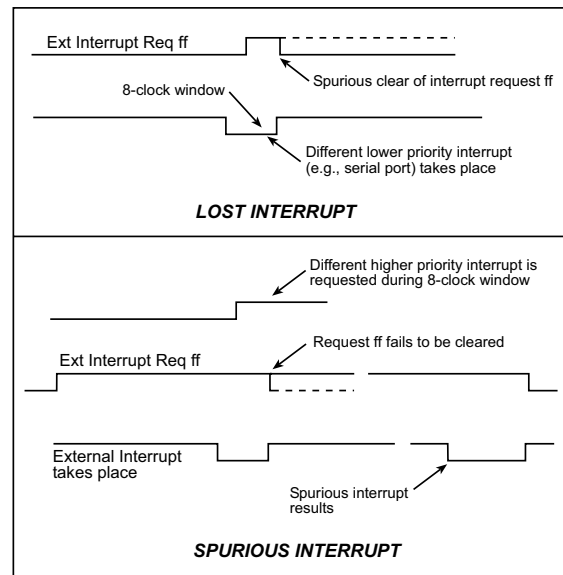 Ext Interrupt Req ff
Spurious clear of interrupt request ff
8-clock window
Different lower priority interrupt
(e.g., serial port) takes place
LOST INTERRUPT
Different higher priority interrupt is
requested during 8-clock window
Ext Interrupt Req ff
Request ff fails to be cleared
External Interrupt
takes place
Spurious interrupt
results
SPURIOUS INTERRUPT